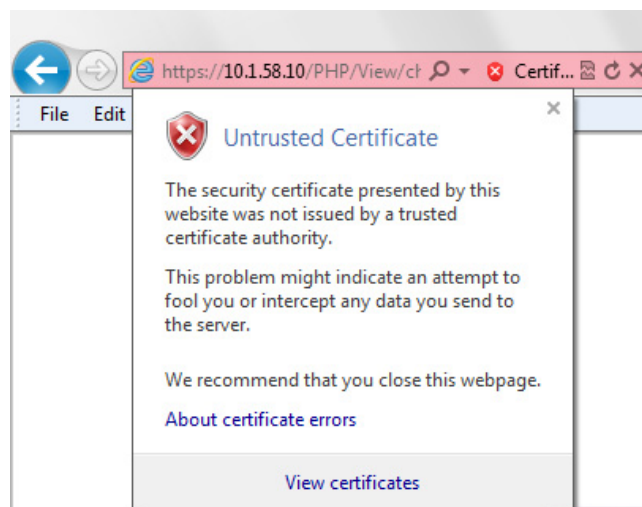 https://10.1.58.10/PHP/View/ch
Certif...
File Edit
Untrusted Certificate
The security certificate presented by this
website was not issued by a trusted
certificate authority.
This problem might indicate an attempt to
fool you or intercept any data you send to
the server.
We recommend that you close this webpage.
About certificate errors
View certificates